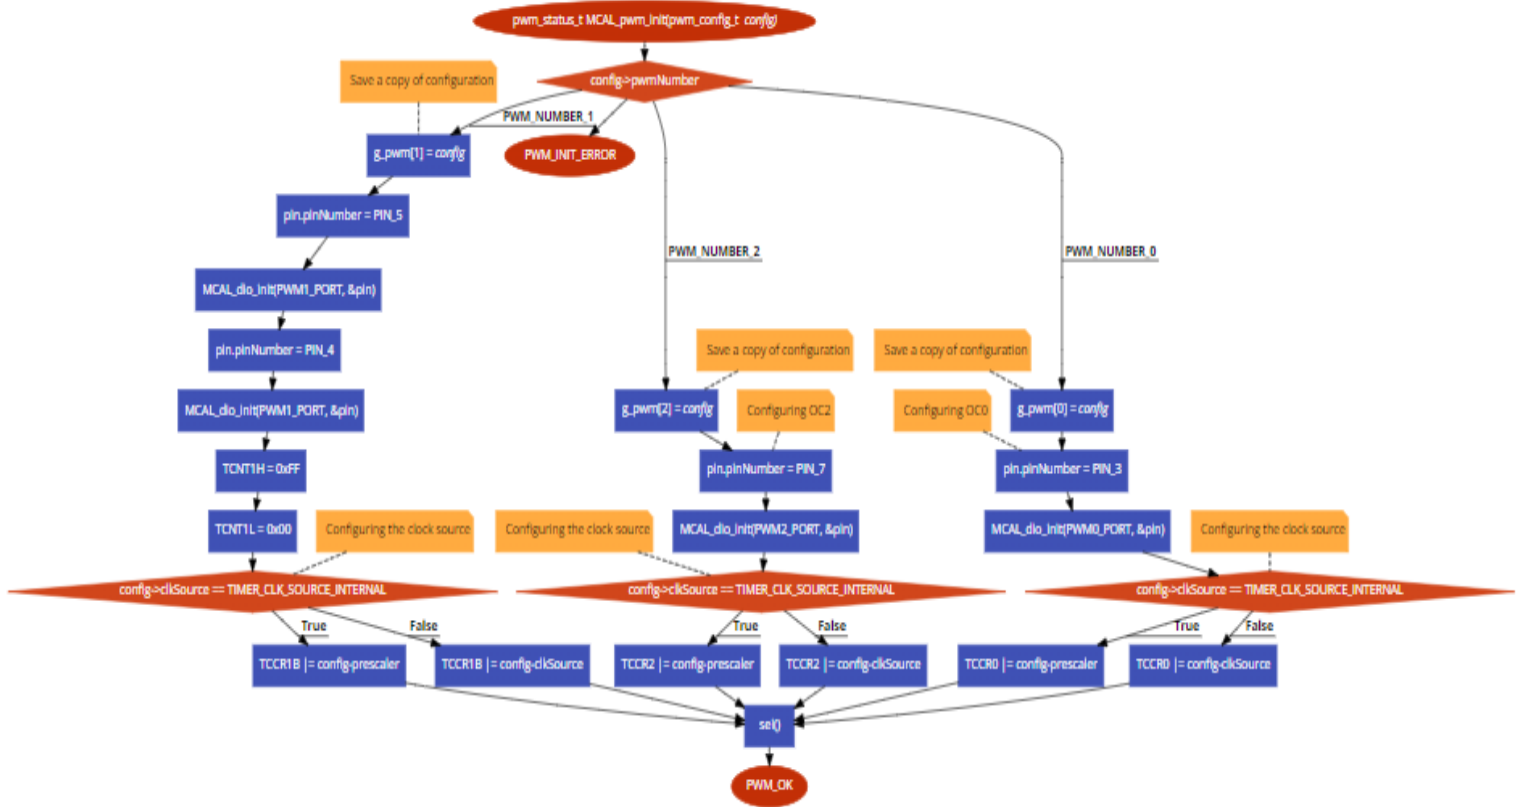 pwm_status_t MCAL_pwm_init(pwm_config_t config)
config->pwmNumber
Save a copy of configuration
PWM_NUMBER_1
g_pwm[1] = config
PWM_INIT_ERROR
pin.pinNumber = PIN_5
PWM_NUMBER_2
PWM_NUMBER_0
MCAL_dio_init(PWM1_PORT, &pin)
pin.pinNumber = PIN_4
Save a copy of configuration
Save a copy of configuration
MCAL_dio_init(PWM1_PORT, &pin)
g_pwm[2] = config
Configuring OC2
Configuring OC0
g_pwm[0] = config
TCNT1H = 0xFF
pin.pinNumber = PIN_7
pin.pinNumber = PIN_3
TCNT1L = 0x00
Configuring the clock source
Configuring the clock source
MCAL_dio_init(PWM2_PORT, &pin)
MCAL_dio_init(PWM0_PORT, &pin)
Configuring the clock source
config->clkSource == TIMER_CLK_SOURCE_INTERNAL
config->clkSource == TIMER_CLK_SOURCE_INTERNAL
config->clkSource == TIMER_CLK_SOURCE_INTERNAL
True
False
True
False
True
False
TCCR1B |= config-prescaler
TCCR1B |= config-clkSource
TCCR2 |= config-prescaler
TCCR2 |= config-clkSource
TCCR0 |= config-prescaler
TCCR0 |= config-clkSource
sei()
PWM_OK